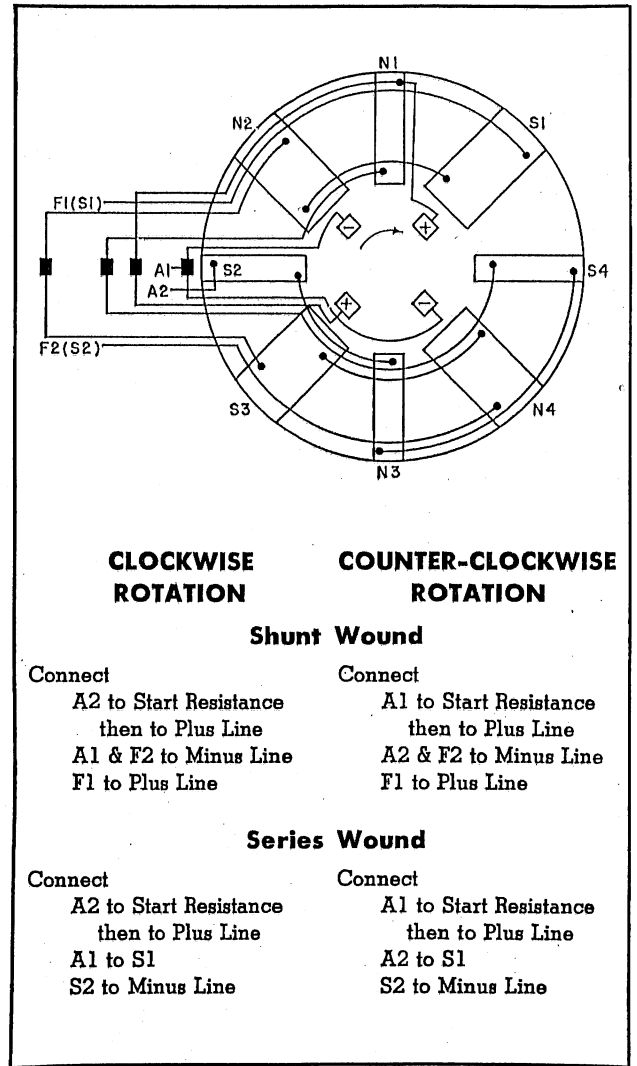 N1
N2
S1
F1(S1)
- +
A1
S2
S4
A2
+ -
F2(S2)
S3
N4
N3
CLOCKWISE
ROTATION
COUNTER-CLOCKWISE
ROTATION
Shunt Wound
Connect
A2 to Start Resistance
then to Plus Line
A1 & F2 to Minus Line
F1 to Plus Line
Connect
A1 to Start Resistance
then to Plus Line
A2 & F2 to Minus Line
F1 to Plus Line
Series Wound
Connect
A2 to Start Resistance
then to Plus Line
A1 to S1
S2 to Minus Line
Connect
A1 to Start Resistance
then to Plus Line
A2 to S1
S2 to Minus Line